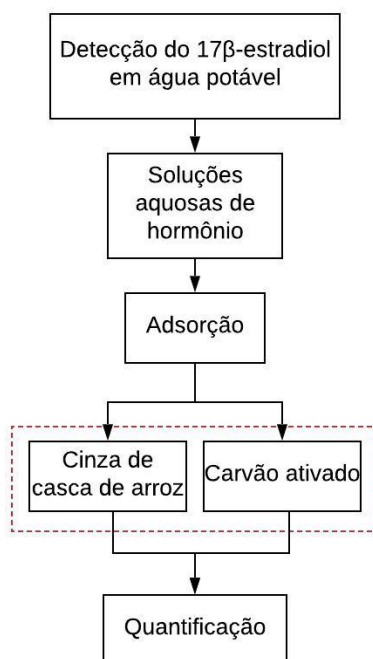 Detecção do 17β-estradiol
em água potável
Soluções
aquosas de
hormônio
Adsorção
Cinza de
casca de arroz
Carvão ativado
Quantificação